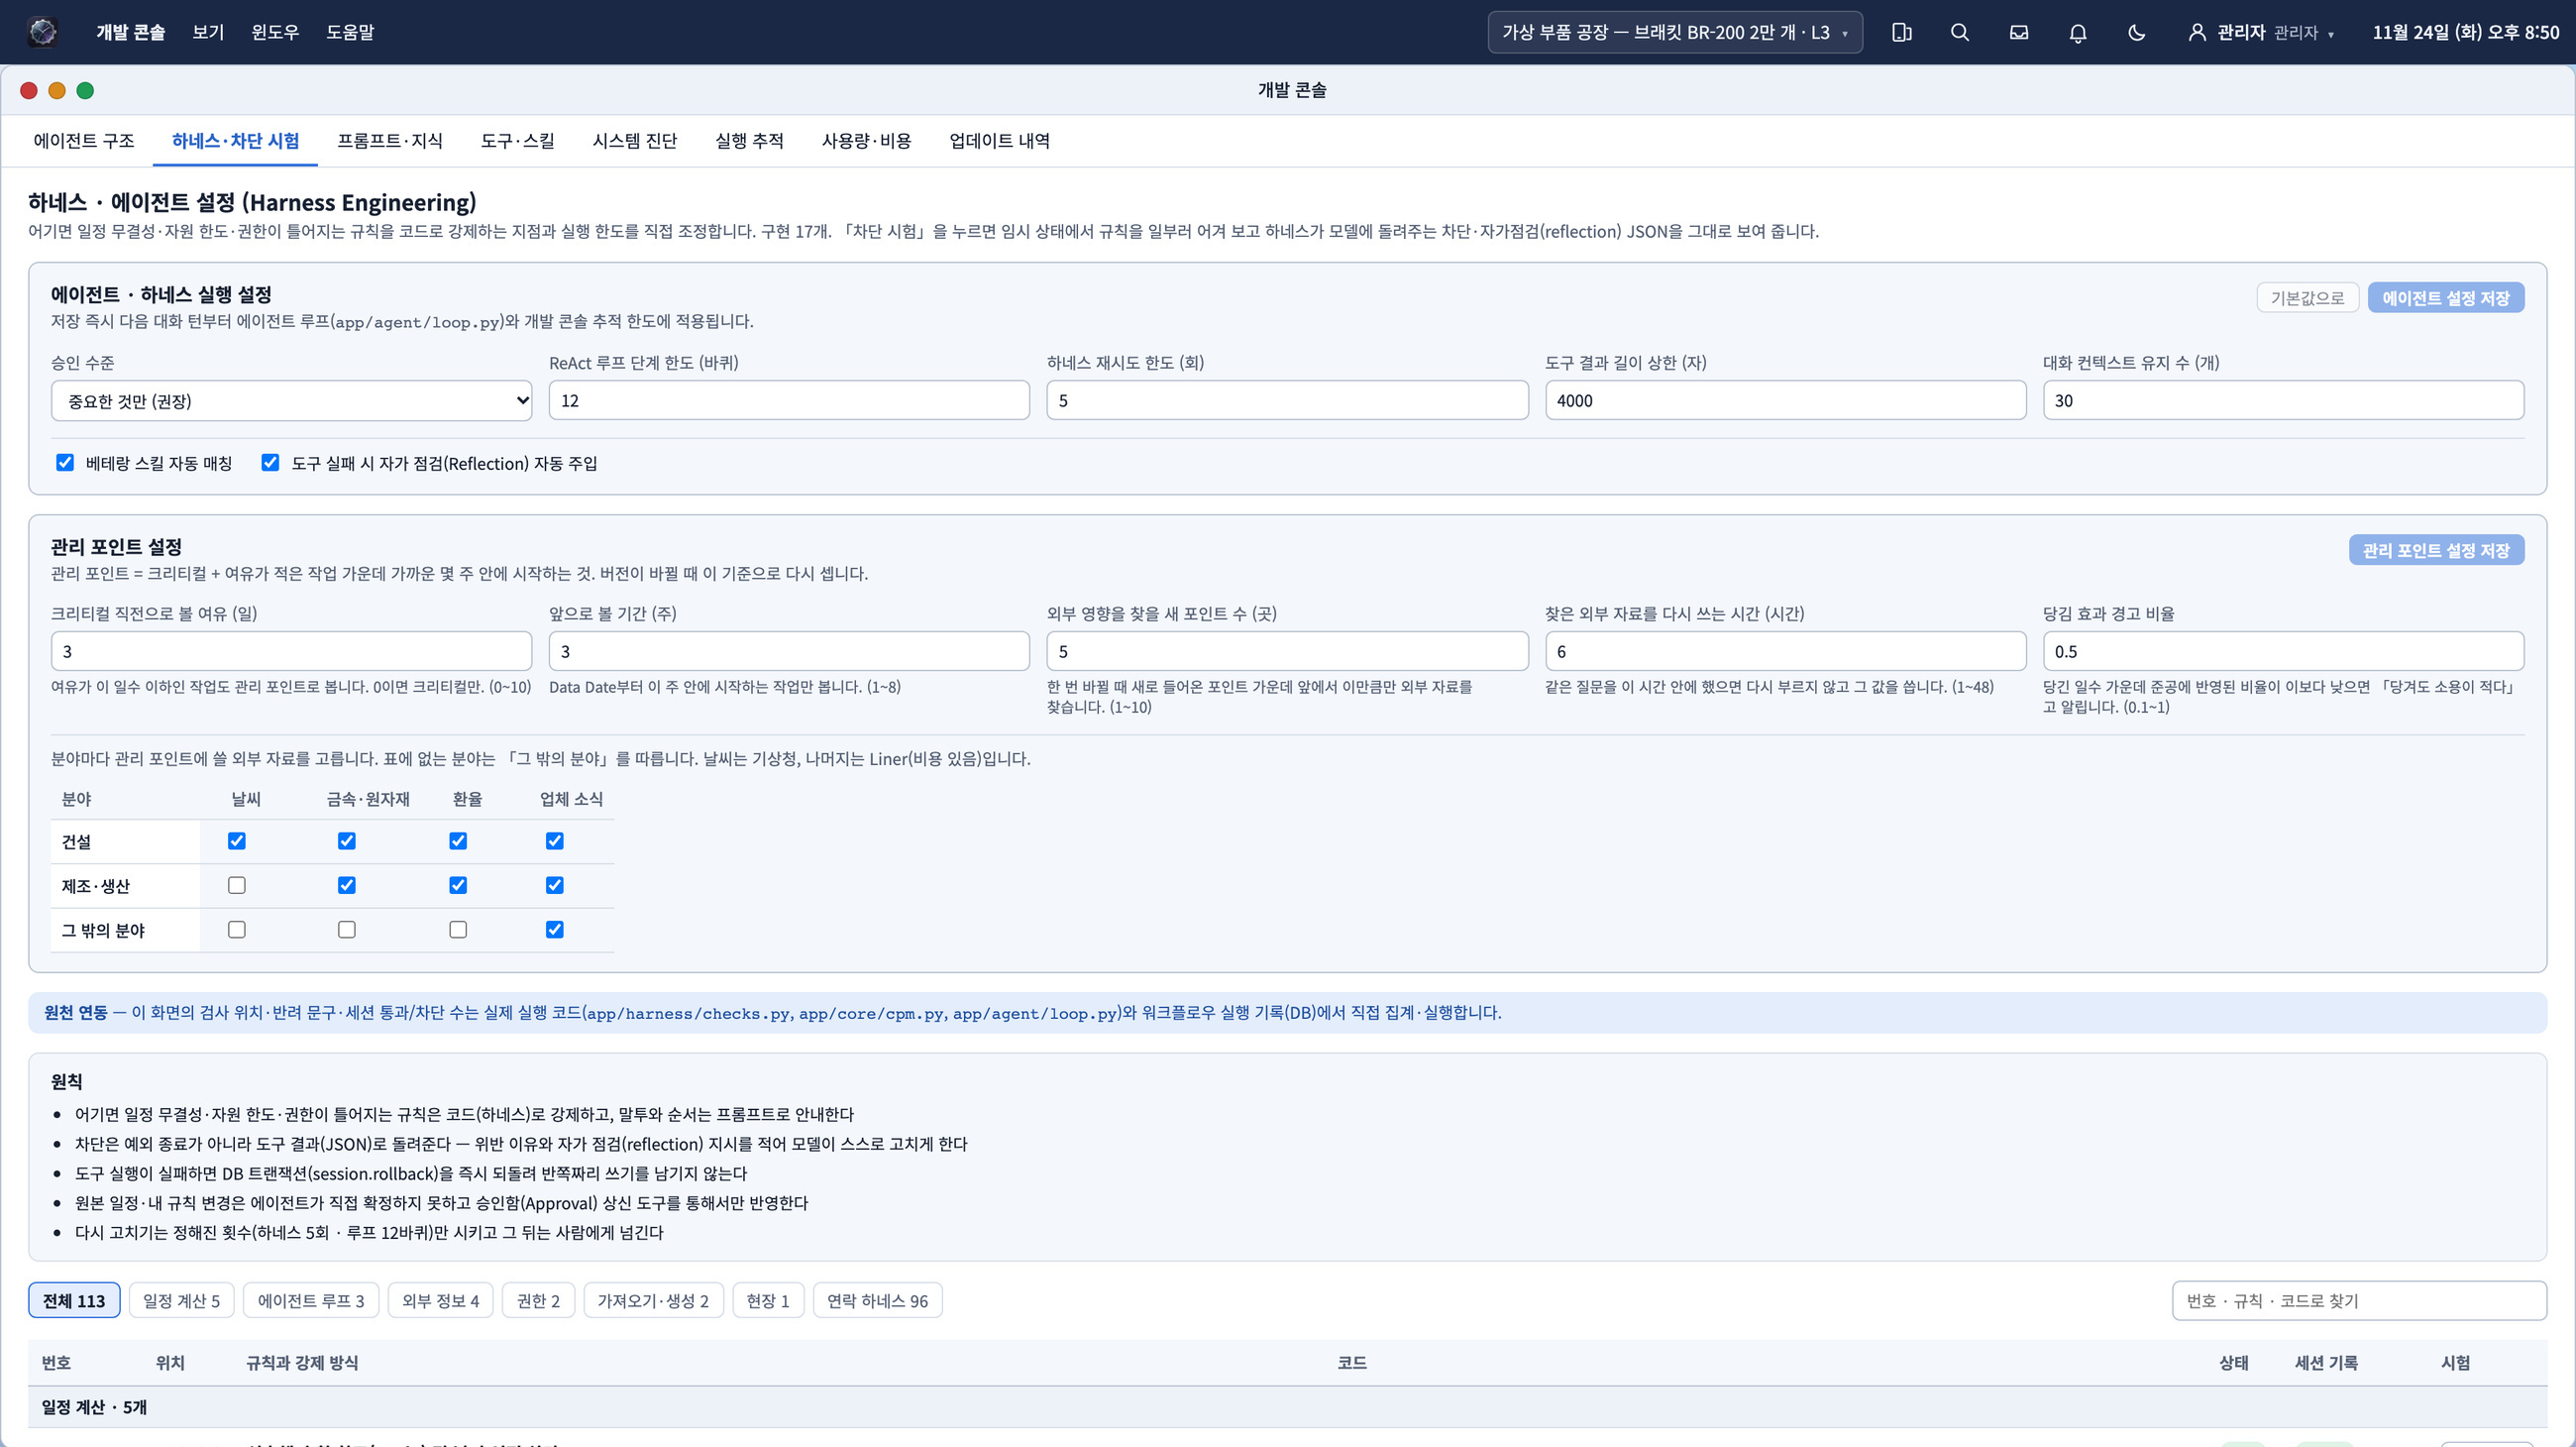 개발 콘솔 보기 윈도우 도움말 가상 부품 공장 — 브래킷 BR-200 2만 개 · L3 관리자 관리자 11월 24일 (화) 오후 8:50
개발 콘솔
에이전트 구조 하네스·차단 시험 프롬프트·지식 도구·스킬 시스템 진단 실행 추적 사용량·비용 업데이트 내역
하네스 · 에이전트 설정 (Harness Engineering)
어기면 일정 무결성·자원 한도·권한이 틀어지는 규칙을 코드로 강제하는 지점과 실행 한도를 직접 조정합니다. 구현 17개. 「차단 시험」을 누르면 임시 상태에서 규칙을 일부러 어겨 보고 하네스가 모델에 돌려주는 차단·자가점검(reflection) JSON을 그대로 보여 줍니다.
에이전트 · 하네스 실행 설정 기본값으로 에이전트 설정 저장
저장 즉시 다음 대화 턴부터 에이전트 루프(app/agent/loop.py)와 개발 콘솔 추적 한도에 적용됩니다.
승인 수준 ReAct 루프 단계 한도 (바퀴) 하네스 재시도 한도 (회) 도구 결과 길이 상한 (자) 대화 컨텍스트 유지 수 (개)
중요한 것만 (권장) 12 5 4000 30
베테랑 스킬 자동 매칭 도구 실패 시 자가 점검(Reflection) 자동 주입
관리 포인트 설정 관리 포인트 설정 저장
관리 포인트 = 크리티컬 + 여유가 적은 작업 가운데 가까운 몇 주 안에 시작하는 것. 버전이 바뀔 때 이 기준으로 다시 셉니다.
크리티컬 직전으로 볼 여유 (일) 앞으로 볼 기간 (주) 외부 영향을 찾을 새 포인트 수 (곳) 찾은 외부 자료를 다시 쓰는 시간 (시간) 당김 효과 경고 비율
3 3 5 6 0.5
여유가 이 일수 이하인 작업도 관리 포인트로 봅니다. 0이면 크리티컬만. (0~10) Data Date부터 이 주 안에 시작하는 작업만 봅니다. (1~8) 한 번 바뀔 때 새로 들어온 포인트 가운데 앞에서 이만큼만 외부 자료를 같은 질문을 이 시간 안에 했으면 다시 부르지 않고 그 값을 씁니다. (1~48) 당긴 일수 가운데 준공에 반영된 비율이 이보다 낮으면 「당겨도 소용이 적다」
찾습니다. (1~10) 고 알립니다. (0.1~1)
분야마다 관리 포인트에 쓸 외부 자료를 고릅니다. 표에 없는 분야는 「그 밖의 분야」를 따릅니다. 날씨는 기상청, 나머지는 Liner(비용 있음)입니다.
분야 날씨 금속·원자재 환율 업체 소식
건설
제조·생산
그 밖의 분야
원천 연동 — 이 화면의 검사 위치·반려 문구·세션 통과/차단 수는 실제 실행 코드(app/harness/checks.py, app/core/cpm.py, app/agent/loop.py)와 워크플로우 실행 기록(DB)에서 직접 집계·실행합니다.
원칙
• 어기면 일정 무결성·자원 한도·권한이 틀어지는 규칙은 코드(하네스)로 강제하고, 말투와 순서는 프롬프트로 안내한다
• 차단은 예외 종료가 아니라 도구 결과(JSON)로 돌려준다 — 위반 이유와 자가 점검(reflection) 지시를 적어 모델이 스스로 고치게 한다
• 도구 실행이 실패하면 DB 트랜잭션(session.rollback)을 즉시 되돌려 반쪽짜리 쓰기를 남기지 않는다
• 원본 일정·내 규칙 변경은 에이전트가 직접 확정하지 못하고 승인함(Approval) 상신 도구를 통해서만 반영한다
• 다시 고치기는 정해진 횟수(하네스 5회 · 루프 12바퀴)만 시키고 그 뒤는 사람에게 넘긴다
전체 113 일정 계산 5 에이전트 루프 3 외부 정보 4 권한 2 가져오기·생성 2 현장 1 연락 하네스 96 번호 · 규칙 · 코드로 찾기
번호 위치 규칙과 강제 방식 코드 상태 세션 기록 시험
일정 계산 · 5개